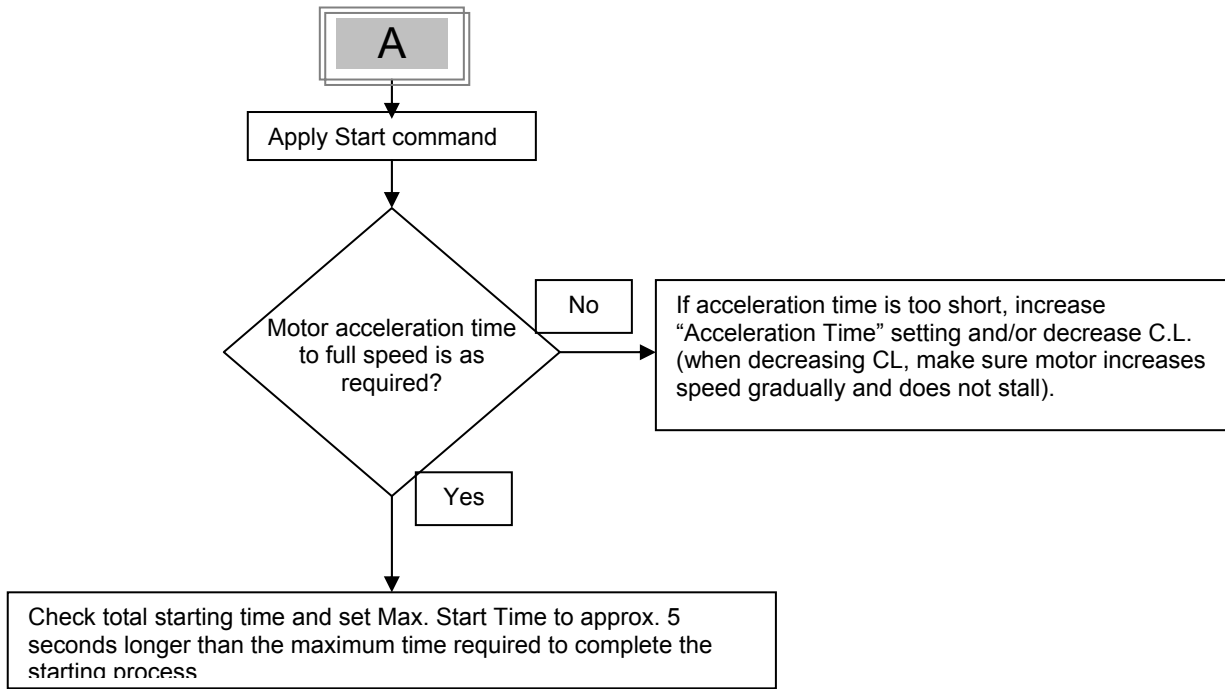 A
Apply Start command
Motor acceleration time
to full speed is as
required?
No
If acceleration time is too short, increase
“Acceleration Time” setting and/or decrease C.L.
(when decreasing CL, make sure motor increases
speed gradually and does not stall).
Yes
Check total starting time and set Max. Start Time to approx. 5
seconds longer than the maximum time required to complete the
starting process